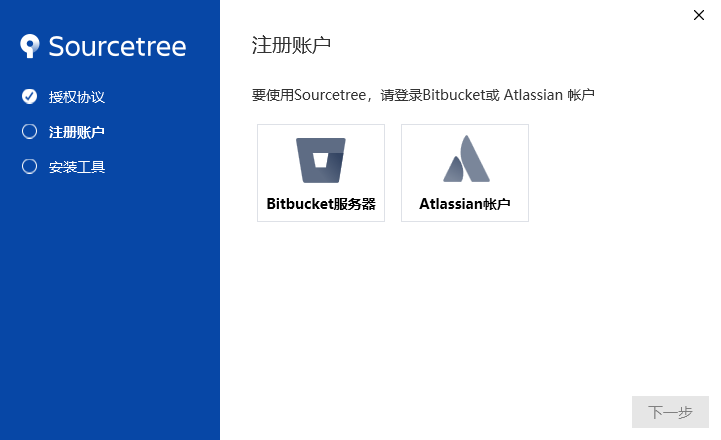 Sourcetree
授权协议
注册账户
安装工具
注册账户
要使用Sourcetree，请登录Bitbucket或 Atlassian 帐户
Bitbucket服务器
Atlassian帐户
下一步